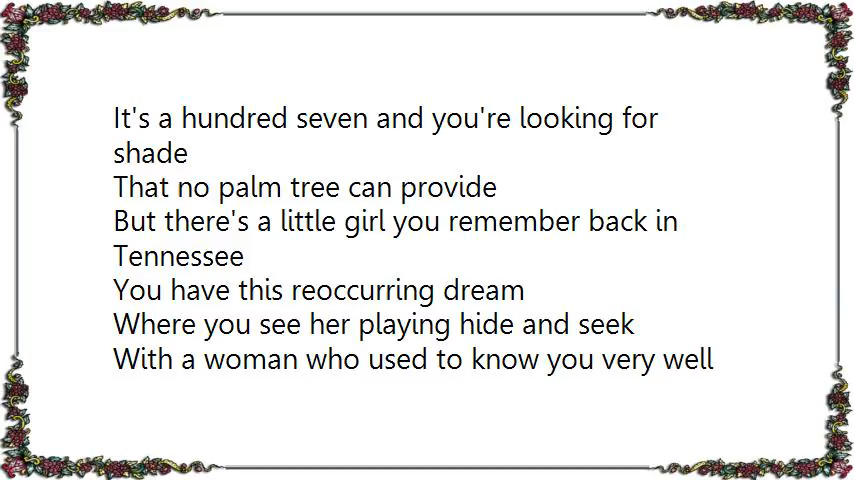 It's a hundred seven and you're looking for
shade
That no palm tree can provide
But there's a little girl you remember back in
Tennessee
You have this reoccurring dream
Where you see her playing hide and seek
With a woman who used to know you very well